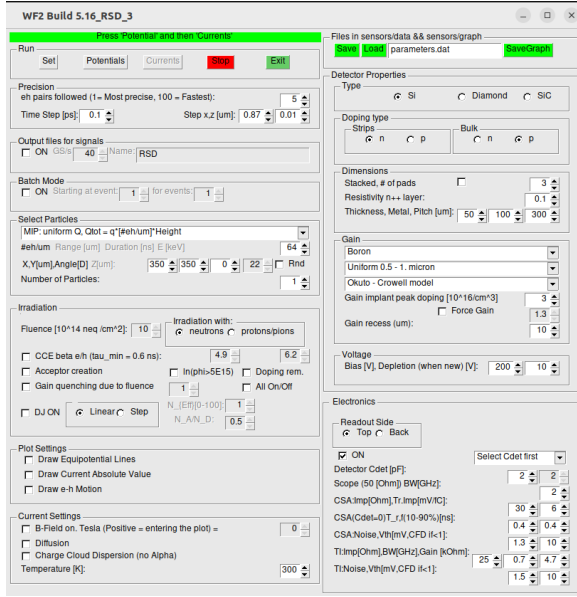 WF2 Build 5.16_RSD_3
Press 'Potential' and then 'Currents'
Run
Set Potentials Currents Stop Exit
Precision
eh pairs followed (1= Most precise, 100 = Fastest): 5
Time Step [ps]: 0.1 Step x,z [um]: 0.87 0.01
Output files for signals
ON GS/s 40 Name: RSD
Batch Mode
ON Starting at event: 1 for events: 1
Select Particles
MIP: uniform Q, Qtot = q*[#eh/um]*Height
#eh/um Range [um] Duration [ns] E [keV] 64
X,Y[um],Angle[D] Z[um]: 350 350 0 22 Rnd
Number of Particles: 1
Irradiation
Irradiation with:
Fluence [10^14 neq /cm^2]: 10 neutrons protons/pions
CCE beta e/h (tau_min = 0.6 ns): 4.9 6.2
Acceptor creation ln(phi>5E15) Doping rem.
Gain quenching due to fluence 1 All On/Off
DJ ON Linear Step N_{Eff}[0-100]: 1
N_A/N_D: 0.5
Plot Settings
Draw Equipotential Lines
Draw Current Absolute Value
Draw e-h Motion
Current Settings
B-Field on. Tesla (Positive = entering the plot) = 0
Diffusion
Charge Cloud Dispersion (no Alpha)
Temperature [K]: 300
Files in sensors/data && sensors/graph
Save Load parameters.dat SaveGraph
Detector Properties
Type
Si Diamond SiC
Doping type
Strips Bulk
n p n p
Dimensions
Stacked, # of pads 3
Resistivity n++ layer: 0.1
Thickness, Metal, Pitch [um]: 50 100 300
Gain
Boron
Uniform 0.5 - 1. micron
Okuto - Crowell model
Gain implant peak doping [10^16/cm^3] 3
Force Gain 1.3
Gain recess (um): 10
Voltage
Bias [V], Depletion (when new) [V]: 200 10
Electronics
Readout Side
Top Back
ON Select Cdet first
Detector Cdet [pF]: 2 2
Scope (50 [Ohm]) BW[GHz]: 2
CSA:Imp[Ohm],Tr.Imp[mV/fC]: 30 6
CSA(Cdet=0)T_r,f(10-90%)[ns]: 0.4 0.4
CSA:Noise,Vth[mV,CFD if<1]: 1.3 10
TI:Imp[Ohm],BW[GHz],Gain [kOhm]: 25 0.7 4.7
TI:Noise,Vth[mV,CFD if<1]: 1.5 10